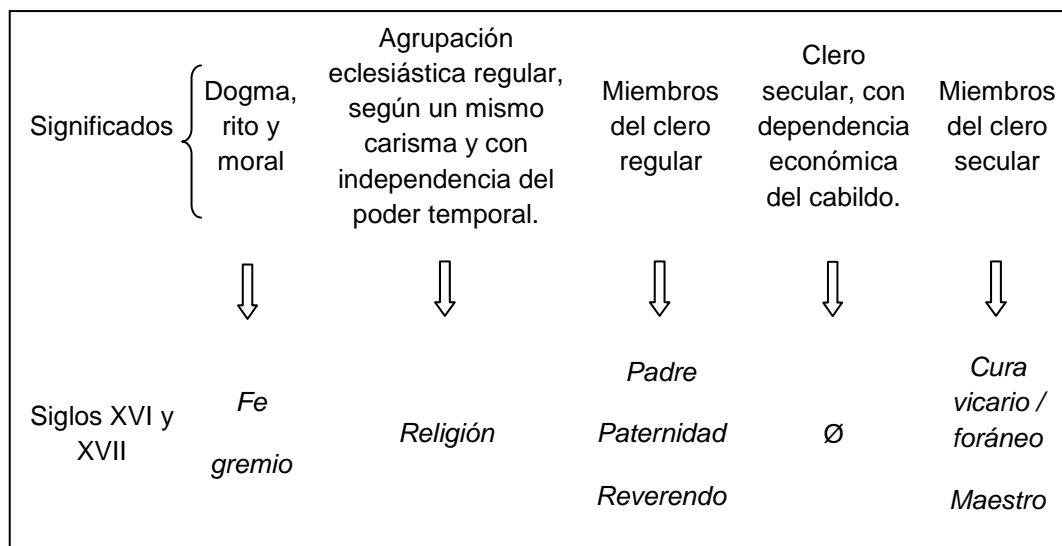 Significados
Dogma,
rito y
moral
Agrupación
eclesiástica regular,
según un mismo
carisma y con
independencia del
poder temporal.
Miembros
del clero
regular
Clero
secular, con
dependencia
económica
del cabildo.
Miembros
del clero
secular
Siglos XVI y
XVII
Fe
gremio
Religión
Padre
Paternidad
Reverendo
Ø
Cura
vicario /
foráneo
Maestro